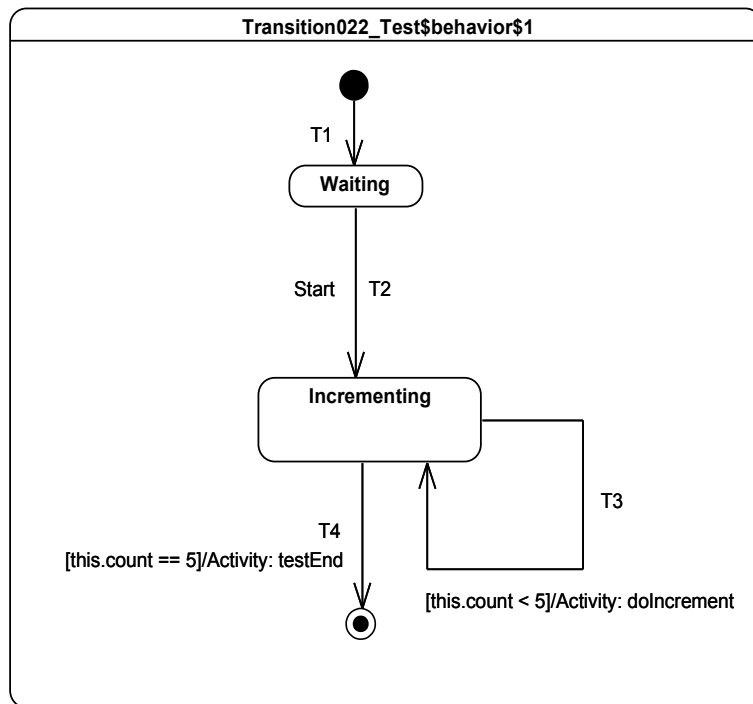 Transition022_Test$behavior$1
T1
Waiting
Start T2
Incrementing
T3
T4
[this.count == 5]/Activity: testEnd
[this.count < 5]/Activity: doIncrement